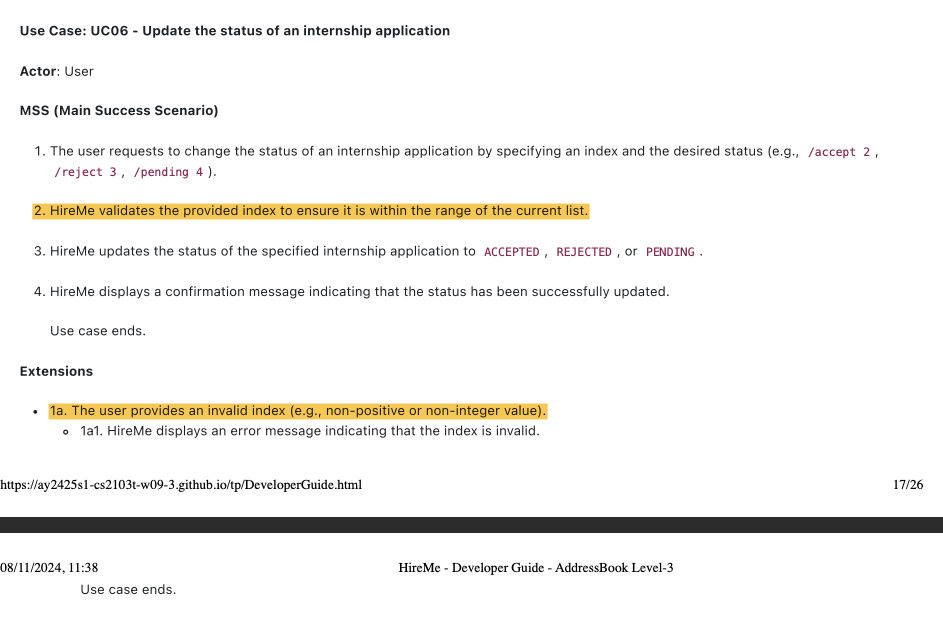 Use Case: UC06 - Update the status of an internship application
Actor: User
MSS (Main Success Scenario)
1. The user requests to change the status of an internship application by specifying an index and the desired status (e.g., /accept 2 ,
/reject 3 , /pending 4 ).
2. HireMe validates the provided index to ensure it is within the range of the current list.
3. HireMe updates the status of the specified internship application to ACCEPTED , REJECTED , or PENDING .
4. HireMe displays a confirmation message indicating that the status has been successfully updated.
Use case ends.
Extensions
• 1a. The user provides an invalid index (e.g., non-positive or non-integer value).
◦ 1a1. HireMe displays an error message indicating that the index is invalid.
https://ay2425s1-cs2103t-w09-3.github.io/tp/DeveloperGuide.html 17/26
08/11/2024, 11:38 HireMe - Developer Guide - AddressBook Level-3
Use case ends.